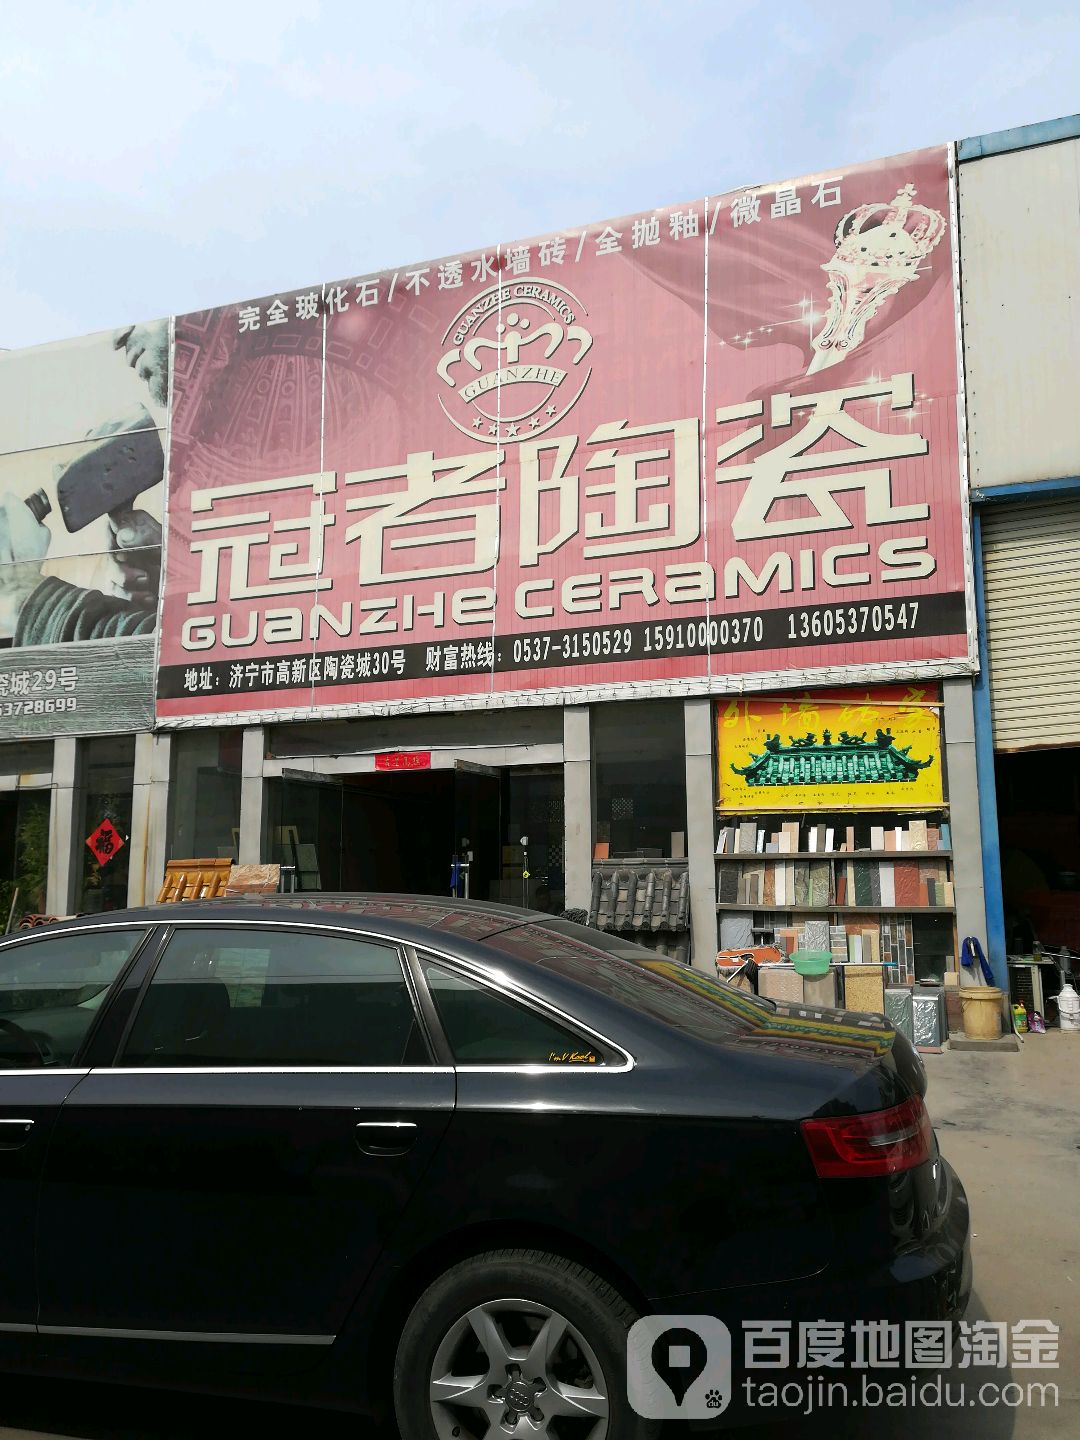 完全玻化石/不透水墙砖/全抛釉/微晶石
GUANZHE CERAMICS
GUANZHE
冠者陶瓷
GUANZHE CERAMICS
地址：济宁市高新区陶瓷城30号 财富热线：0537-3150529 15910000370 13605370547
瓷城29号
63728699
外墙砖
福
I'm V Kool
百度地图淘金
taojin.baidu.com